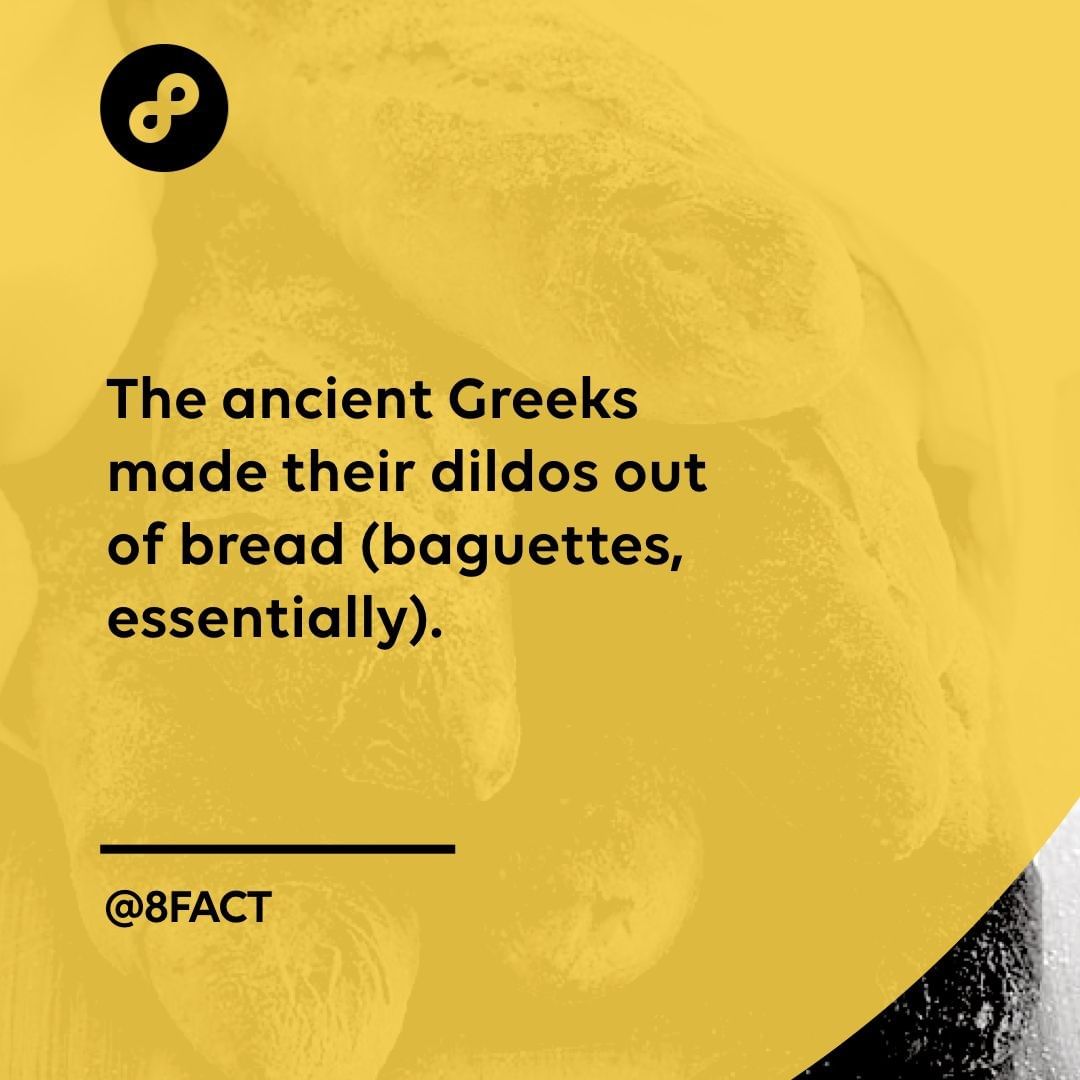 The ancient Greeks
made their dildos out
of bread (baguettes,
essentially).
@8FACT